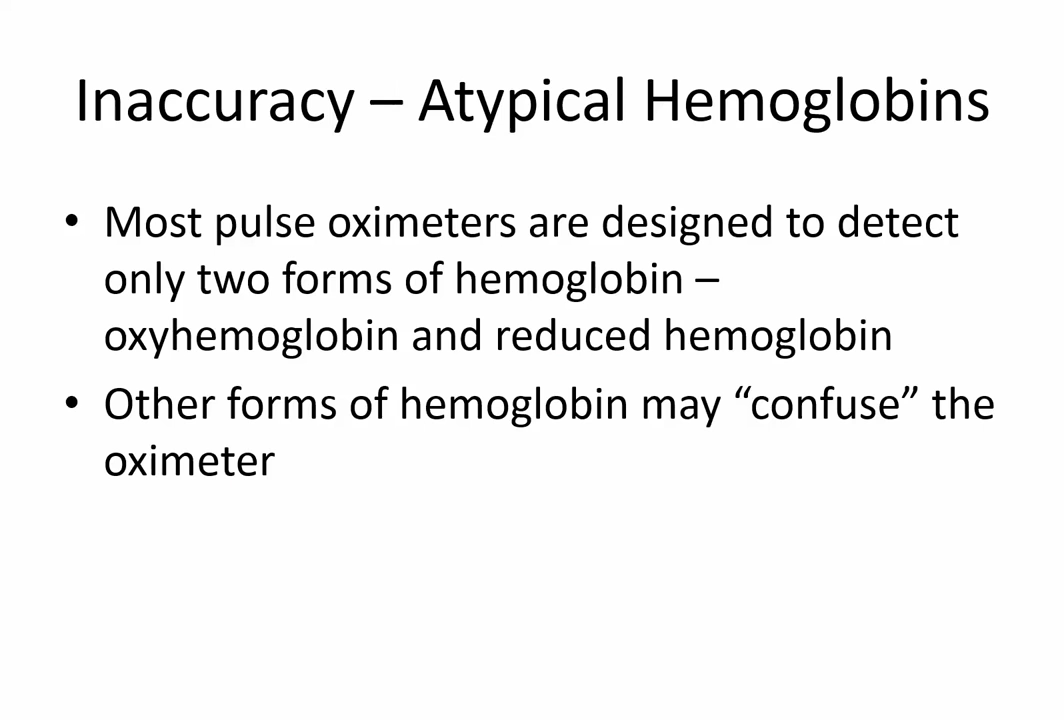 Inaccuracy – Atypical Hemoglobins
• Most pulse oximeters are designed to detect
only two forms of hemoglobin –
oxyhemoglobin and reduced hemoglobin
• Other forms of hemoglobin may “confuse” the
oximeter